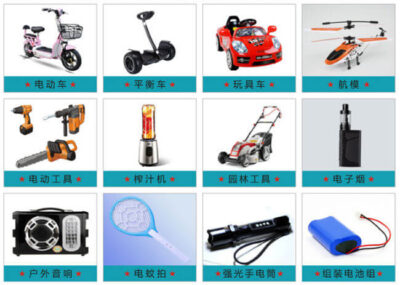 ★ 电动车 ★
★ 平衡车 ★
★ 玩具车 ★
★ 航模 ★
★ 电动工具 ★
★ 榨汁机 ★
★ 园林工具 ★
★ 电子烟 ★
★ 户外音响 ★
★ 电蚊拍 ★
★ 强光手电筒 ★
★ 组装电池组 ★